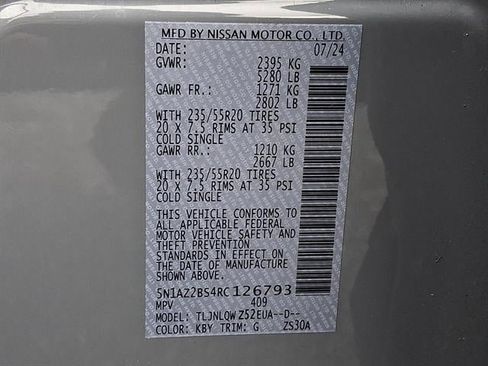 MFD BY NISSAN MOTOR CO., LTD.
DATE: 07/24
GVWR: 2395 KG
5280 LB
GAWR FR.: 1271 KG
2802 LB
WITH 235/55R20 TIRES
20 X 7.5 RIMS AT 35 PSI
COLD SINGLE
GAWR RR.: 1210 KG
2667 LB
WITH 235/55R20 TIRES
20 X 7.5 RIMS AT 35 PSI
COLD SINGLE
THIS VEHICLE CONFORMS TO
ALL APPLICABLE FEDERAL
MOTOR VEHICLE SAFETY AND
THEFT PREVENTION
STANDARDS IN EFFECT ON
THE DATE OF MANUFACTURE
SHOWN ABOVE.
5N1AZ2BS4RC126793
MPV 409
MODEL: TLJNLQW Z52EUA--D--
COLOR: KBY TRIM: G ZS30A